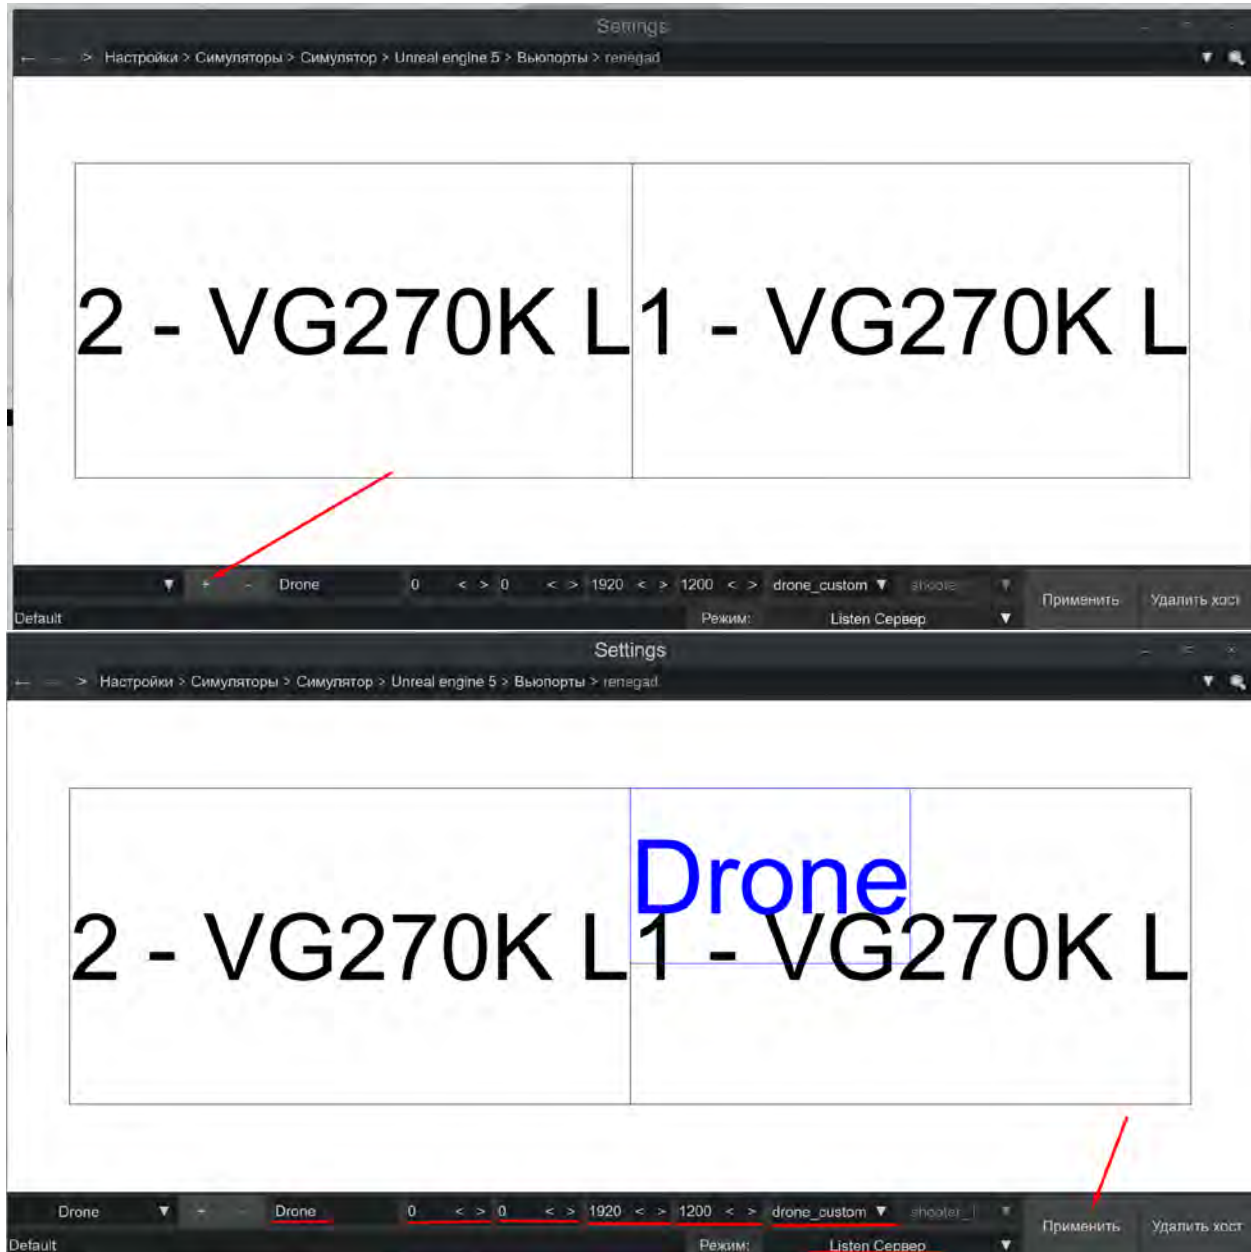 Settings
← > Настройки > Симуляторы > Симулятор > Unreal engine 5 > Вьюпорты > renegad ▼
2 - VG270K L 1 - VG270K L
▼ + - Drone 0 < > 0 < > 1920 < > 1200 < > drone_custom ▼ ▼ Применить Удалить хост
Default Режим: Listen Сервер ▼
Settings
← > Настройки > Симуляторы > Симулятор > Unreal engine 5 > Вьюпорты > renegad ▼
Drone
2 - VG270K L 1 - VG270K L
Drone ▼ + - Drone 0 < > 0 < > 1920 < > 1200 < > drone_custom ▼ ▼ Применить Удалить хост
Default Режим: Listen Сервер ▼